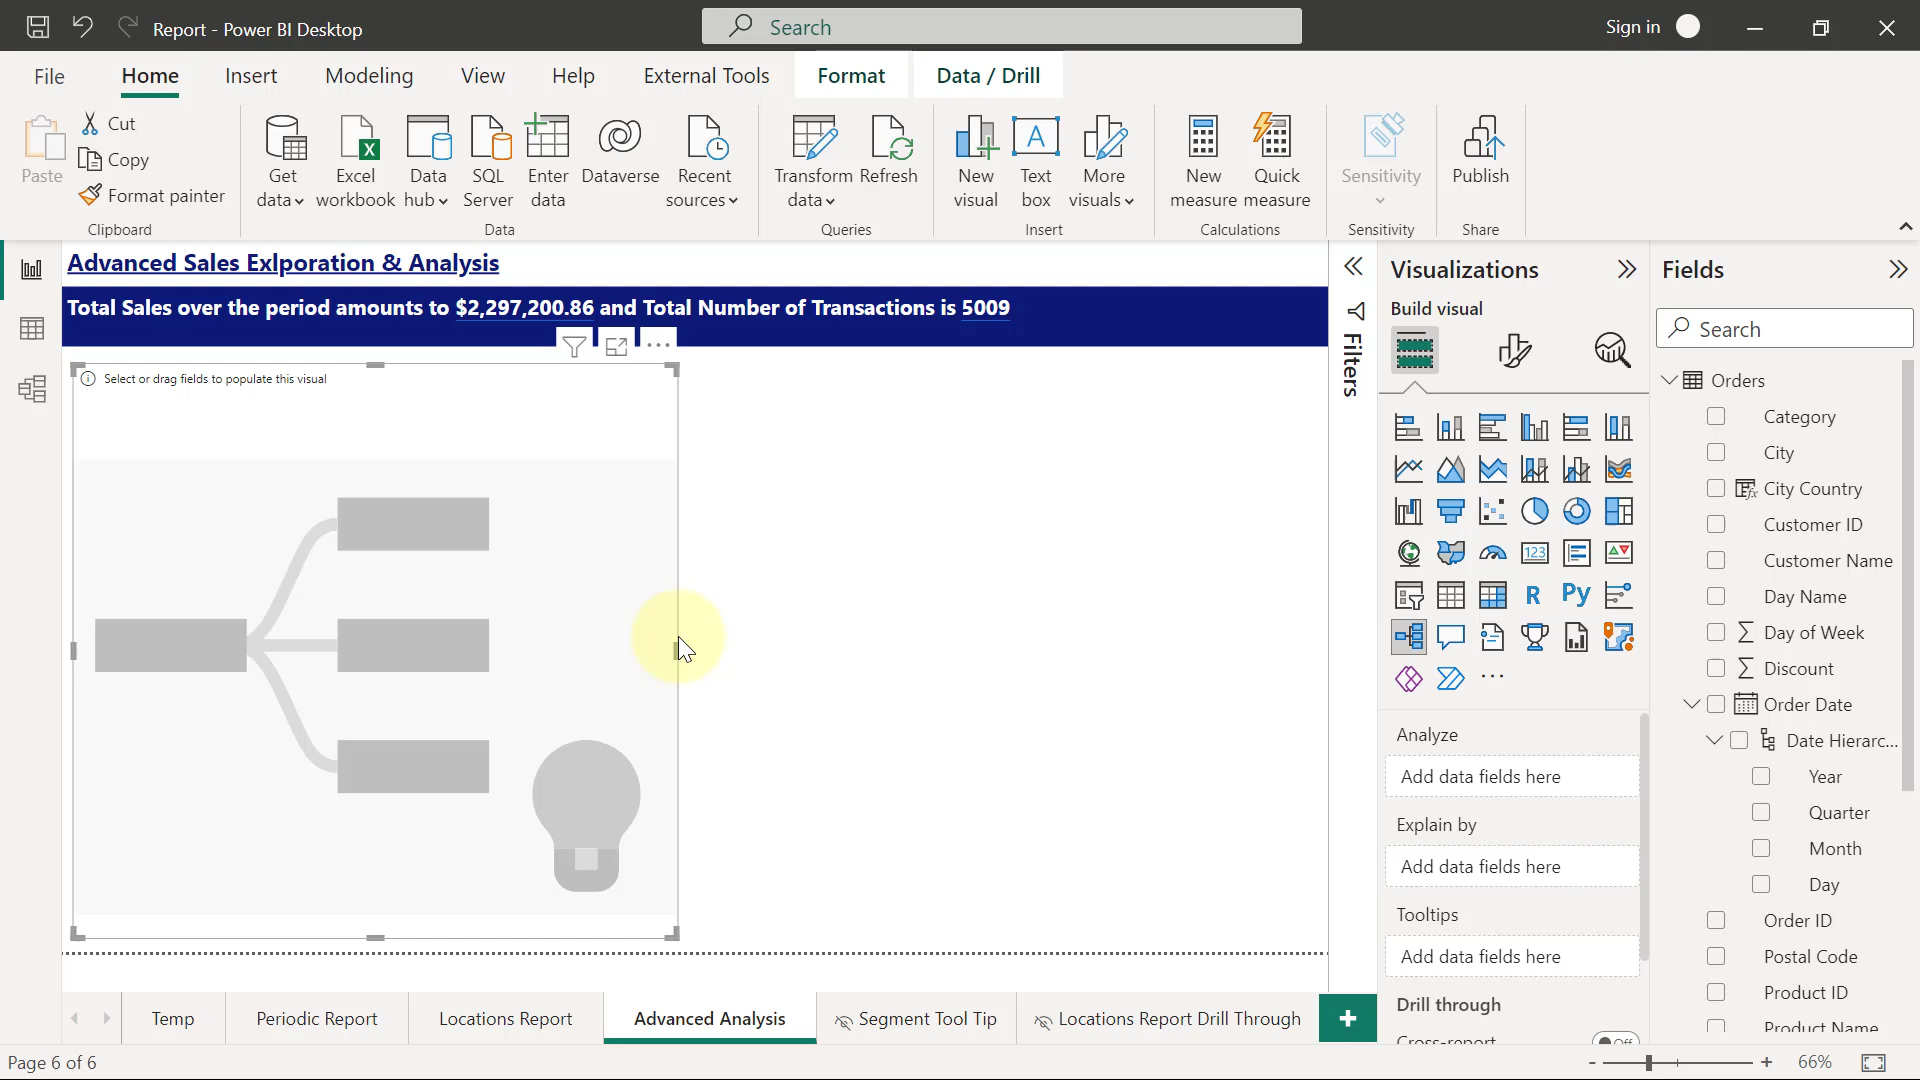 Report - Power BI Desktop
Search
Sign in
File
Home
Insert
Modeling
View
Help
External Tools
Format
Data / Drill
Paste
Cut
Copy
Format painter
Clipboard
Get
data
Excel
workbook
Data
hub
SQL
Server
Enter
data
Dataverse
Recent
sources
Data
Transform
data
Refresh
Queries
New
visual
A
Text
box
More
visuals
Insert
New
measure
Quick
measure
Calculations
Sensitivity
Sensitivity
Publish
Share
Advanced Sales Exlporation & Analysis
Total Sales over the period amounts to $2,297,200.86 and Total Number of Transactions is 5009
Select or drag fields to populate this visual
Filters
Visualizations
Build visual
123
R
Py
Analyze
Add data fields here
Explain by
Add data fields here
Tooltips
Add data fields here
Drill through
Cross-report
Off
Fields
Search
Orders
Category
City
City Country
Customer ID
Customer Name
Day Name
Day of Week
Discount
Order Date
Date Hierarc...
Year
Quarter
Month
Day
Order ID
Postal Code
Product ID
Product Name
Temp
Periodic Report
Locations Report
Advanced Analysis
Segment Tool Tip
Locations Report Drill Through
Page 6 of 6
66%